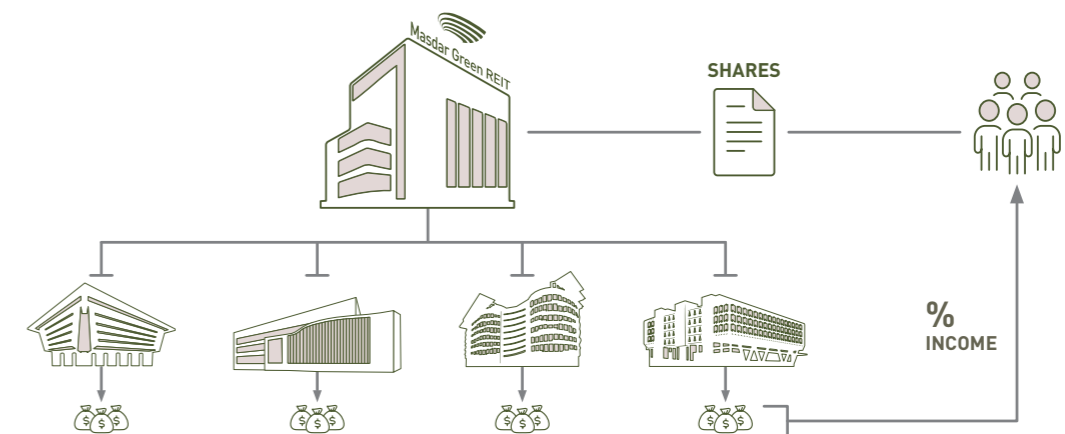 Masdar Green REIT
SHARES
%
INCOME
$ $ $
$ $ $
$ $ $
$ $ $